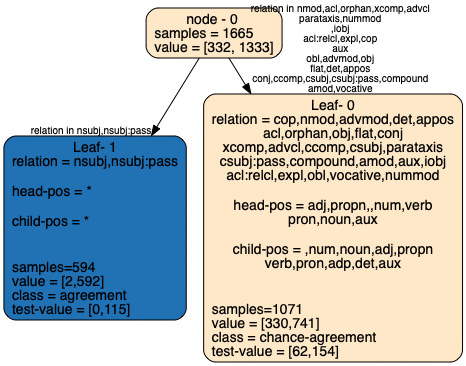 node - 0
samples = 1665
value = [332, 1333]
relation in nmod,acl,orphan,xcomp,advcl
parataxis,nummod
,iobj
acl:relcl,expl,cop
aux
obl,advmod,obj
flat,det,appos
conj,ccomp,csubj,csubj:pass,compound
amod,vocative
relation in nsubj,nsubj:pass
Leaf- 1
relation = nsubj,nsubj:pass
head-pos = *
child-pos = *
samples=594
value = [2,592]
class = agreement
test-value = [0,115]
Leaf- 0
relation = cop,nmod,advmod,det,appos
acl,orphan,obj,flat,conj
xcomp,advcl,ccomp,csubj,parataxis
csubj:pass,compound,amod,aux,iobj
acl:relcl,expl,obl,vocative,nummod
head-pos = adj,propn,,num,verb
pron,noun,aux
child-pos = ,num,noun,adj,propn
verb,pron,adp,det,aux
samples=1071
value = [330,741]
class = chance-agreement
test-value = [62,154]